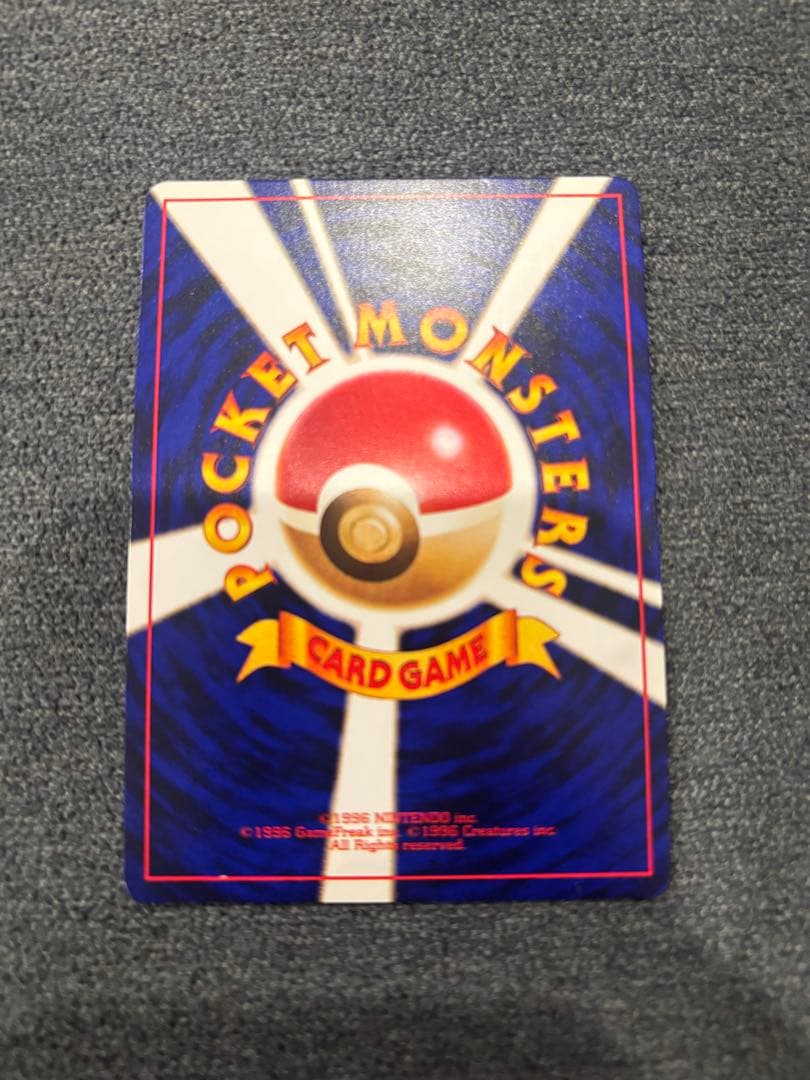 POCKET MONSTERS
CARD GAME
©1996 NINTENDO inc.
©1996 GameFreak inc. ©1996 Creatures inc
All Rights reserved.